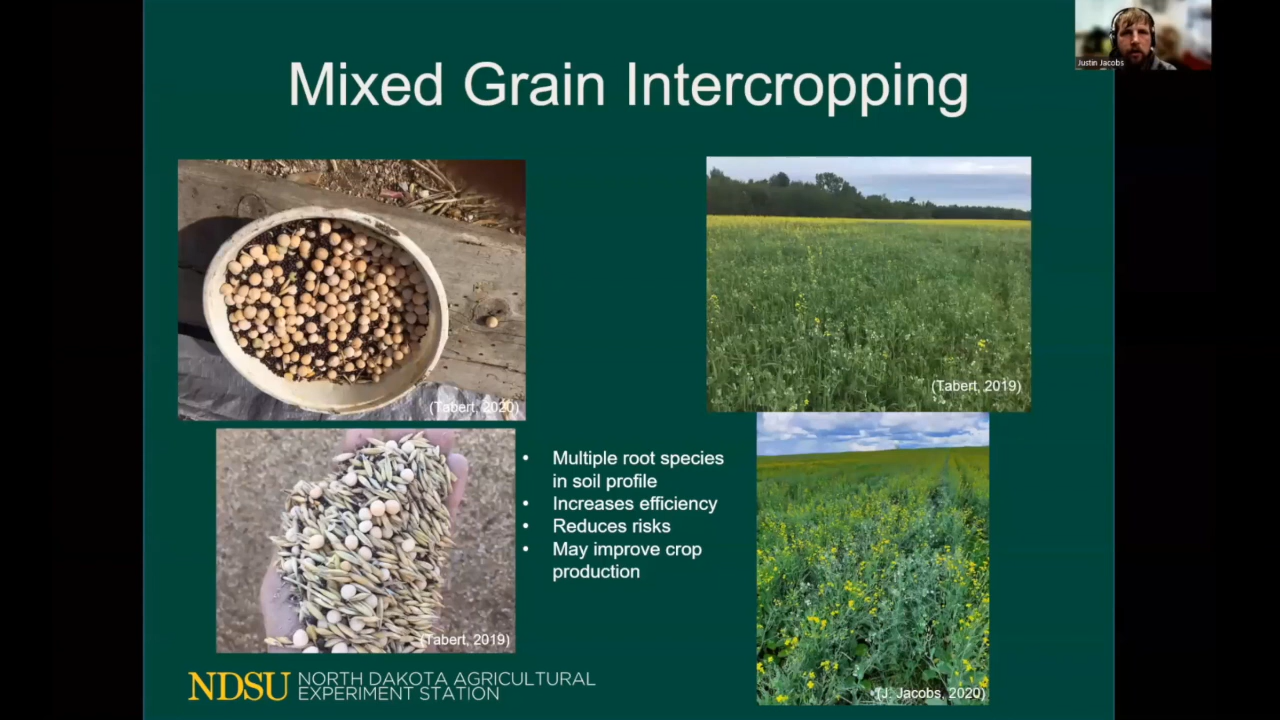 Justin Jacobs
Mixed Grain Intercropping
(Tabert, 2020)
(Tabert, 2019)
• Multiple root species
in soil profile
• Increases efficiency
• Reduces risks
• May improve crop
production
(Tabert, 2019)
(J. Jacobs, 2020)
NDSU NORTH DAKOTA AGRICULTURAL
EXPERIMENT STATION